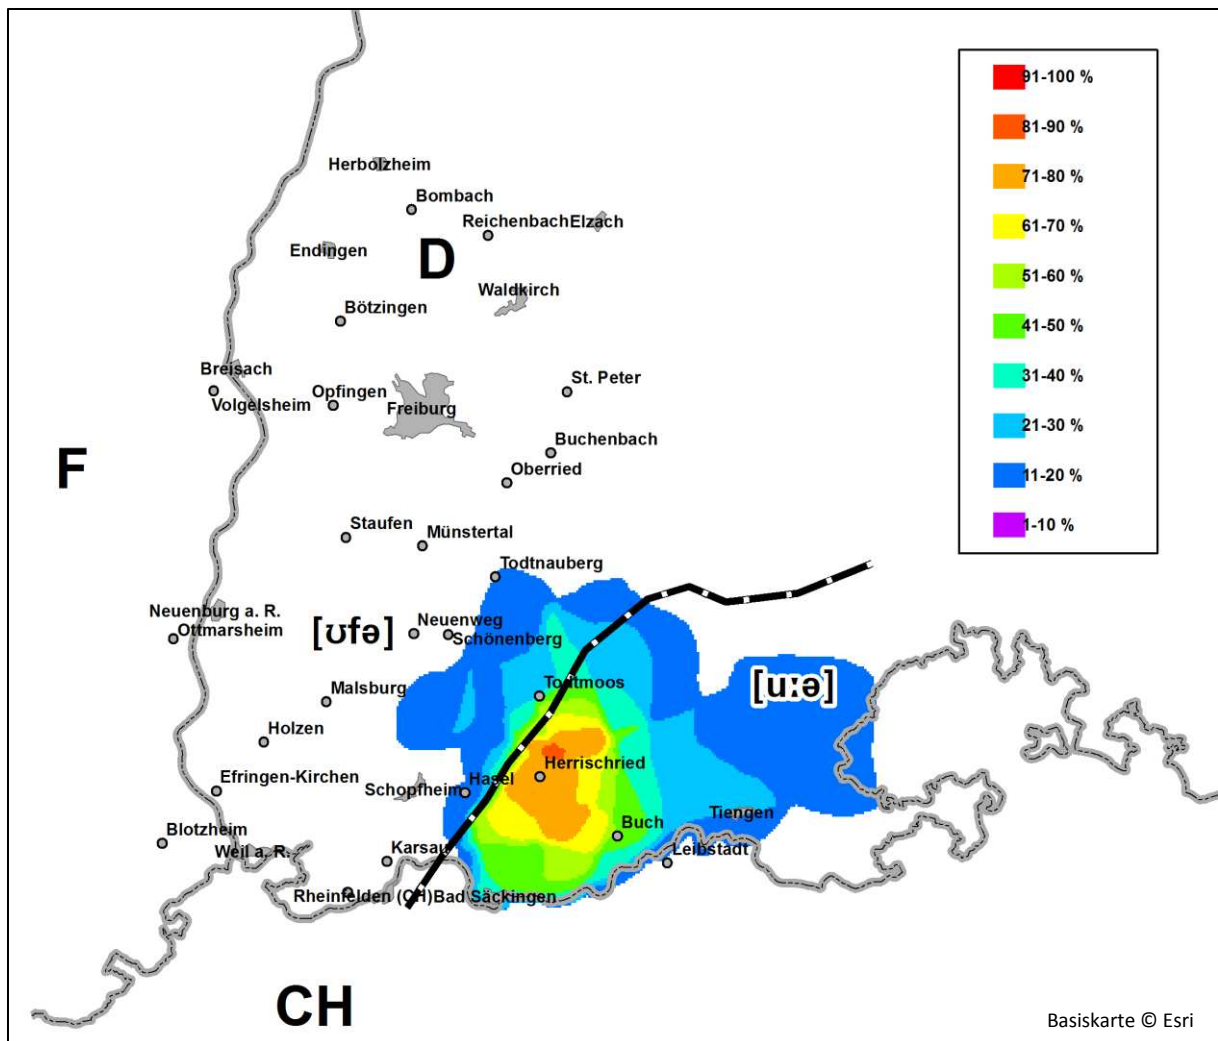 91-100 %
81-90 %
71-80 %
61-70 %
51-60 %
41-50 %
31-40 %
21-30 %
11-20 %
1-10 %
Herbolzheim
Bombach
Reichenbach
Elzach
Endingen
D
Waldkirch
Bötzingen
Breisach
St. Peter
Volgelsheim
Opfingen
Freiburg
Buchenbach
F
Oberried
Staufen
Münstertal
Todtnauberg
Neuenburg a. R.
Ottmarsheim
[ʊfə]
Neuenweg
Schönenberg
Malsburg
Todtmoos
[uːə]
Holzen
Efringen-Kirchen
Schopfheim
Hasel
Herrischried
Blotzheim
Weil a. R.
Karsau
Buch
Tiengen
Leibstadt
Rheinfelden (CH)
Bad Säckingen
CH
Basiskarte © Esri